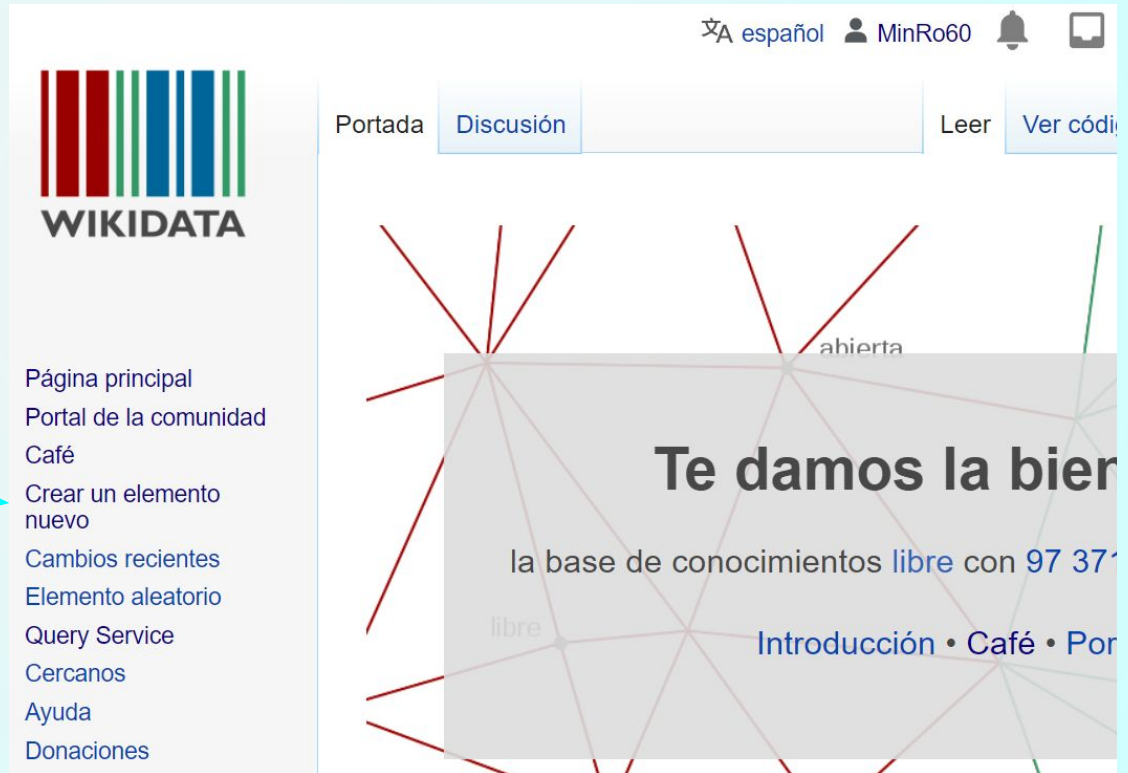 español MinRo60
WIKIDATA
Portada Discusión Leer Ver códi
abierta
Página principal
Portal de la comunidad
Café
Crear un elemento
nuevo
Cambios recientes
Elemento aleatorio
Query Service
Cercanos
Ayuda
Donaciones
Te damos la bien
la base de conocimientos libre con 97 371
libre
Introducción • Café • Por